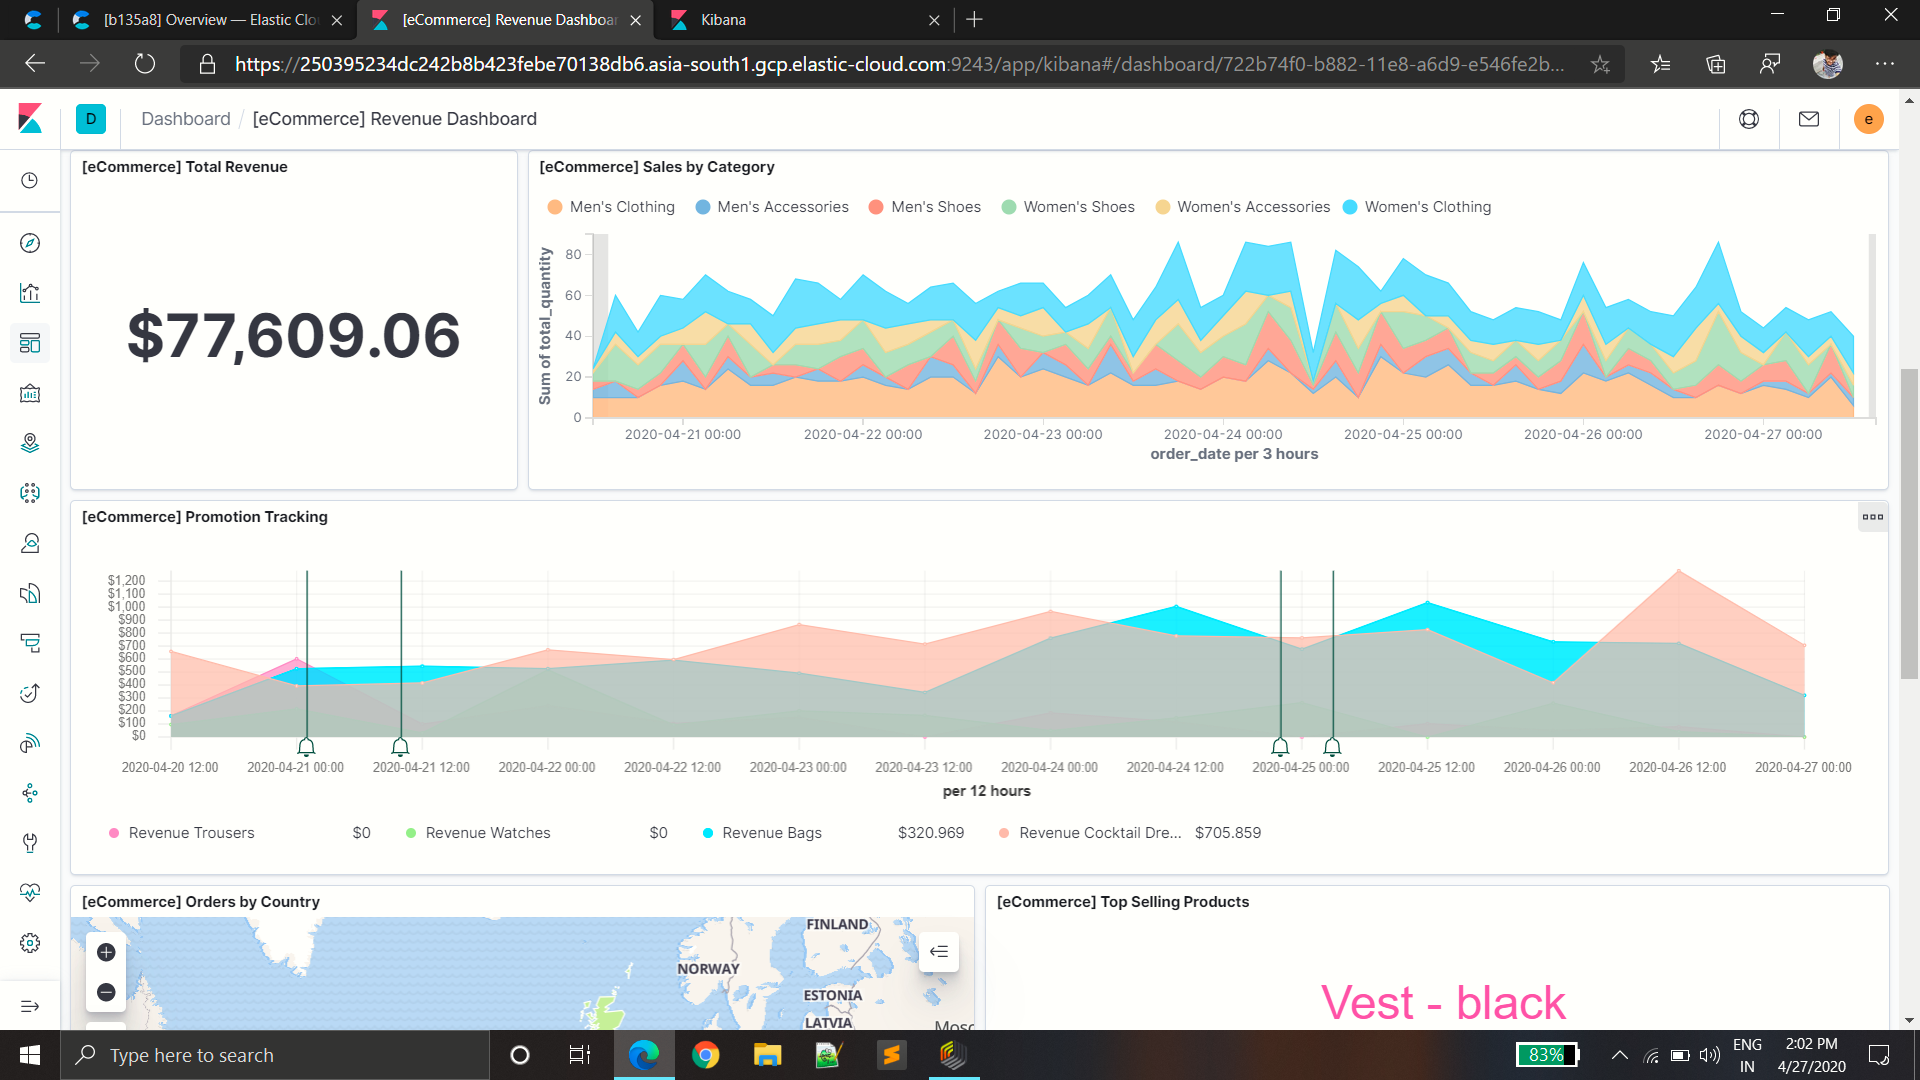 [b135a8] Overview — Elastic Clo
[eCommerce] Revenue Dashboar
Kibana
https://250395234dc242b8b423febe70138db6.asia-south1.gcp.elastic-cloud.com:9243/app/kibana#/dashboard/722b74f0-b882-11e8-a6d9-e546fe2b...
D
Dashboard / [eCommerce] Revenue Dashboard
e
[eCommerce] Total Revenue
$77,609.06
[eCommerce] Sales by Category
Men's Clothing
Men's Accessories
Men's Shoes
Women's Shoes
Women's Accessories
Women's Clothing
Sum of total_quantity
80
60
40
20
0
2020-04-21 00:00
2020-04-22 00:00
2020-04-23 00:00
2020-04-24 00:00
2020-04-25 00:00
2020-04-26 00:00
2020-04-27 00:00
order_date per 3 hours
[eCommerce] Promotion Tracking
$1,200
$1,100
$1,000
$900
$800
$700
$600
$500
$400
$300
$200
$100
$0
2020-04-20 12:00
2020-04-21 00:00
2020-04-21 12:00
2020-04-22 00:00
2020-04-22 12:00
2020-04-23 00:00
2020-04-23 12:00
2020-04-24 00:00
2020-04-24 12:00
2020-04-25 00:00
2020-04-25 12:00
2020-04-26 00:00
2020-04-26 12:00
2020-04-27 00:00
per 12 hours
Revenue Trousers $0
Revenue Watches $0
Revenue Bags $320.969
Revenue Cocktail Dre... $705.859
[eCommerce] Orders by Country
FINLAND
NORWAY
ESTONIA
LATVIA
Mosc
[eCommerce] Top Selling Products
Vest - black
Type here to search
83%
ENG
IN
2:02 PM
4/27/2020